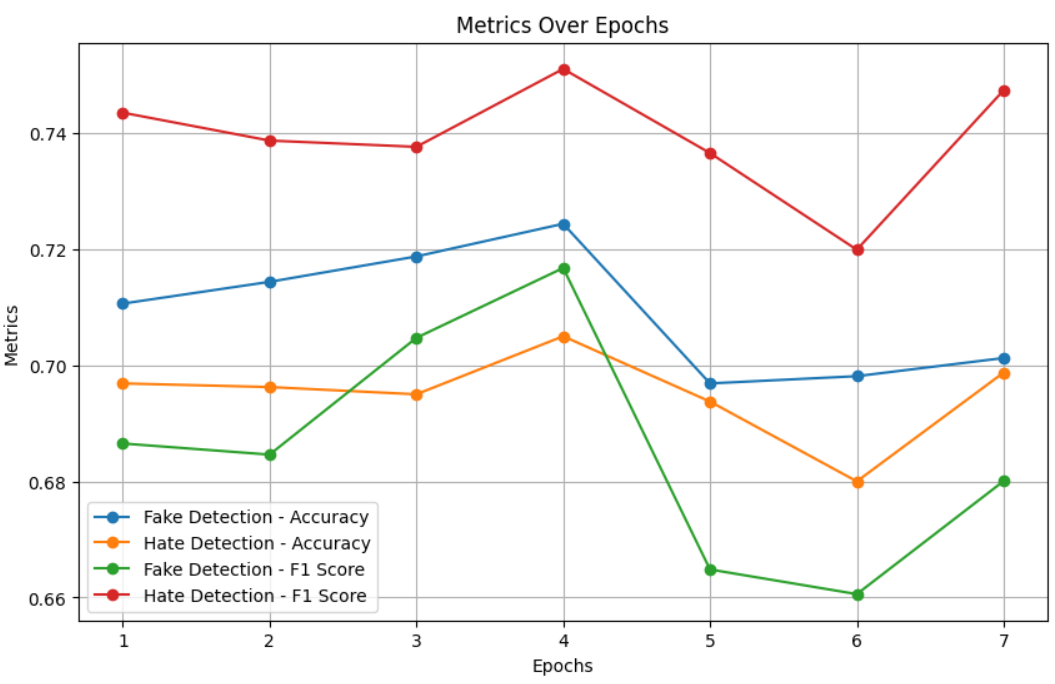 Metrics Over Epochs
Metrics
0.74
0.72
0.70
0.68
0.66
Fake Detection - Accuracy
Hate Detection - Accuracy
Fake Detection - F1 Score
Hate Detection - F1 Score
1 2 3 4 5 6 7
Epochs